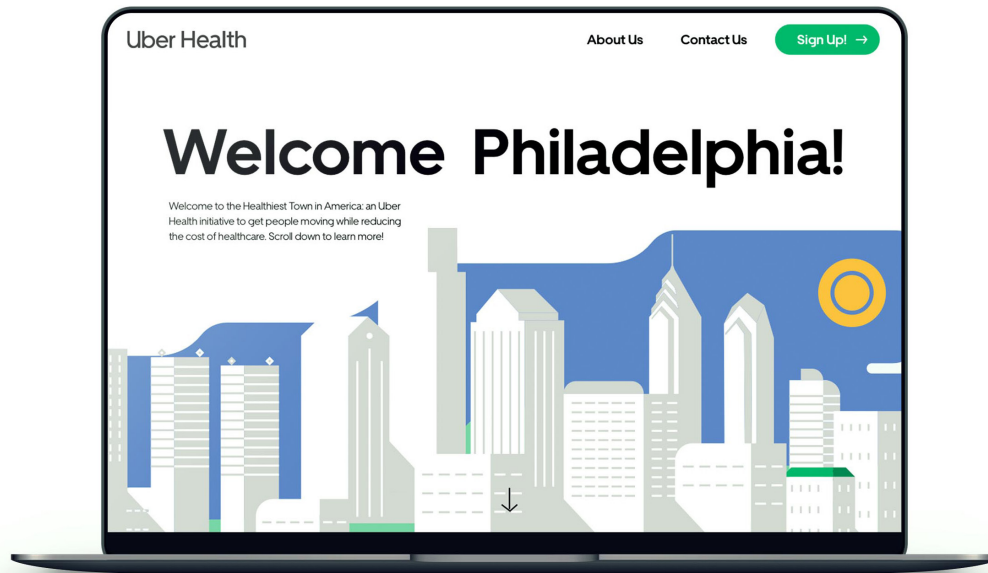 Uber Health
About Us
Contact Us
Sign Up! →
Welcome Philadelphia!
Welcome to the Healthiest Town in America: an Uber
Health initiative to get people moving while reducing
the cost of healthcare. Scroll down to learn more!